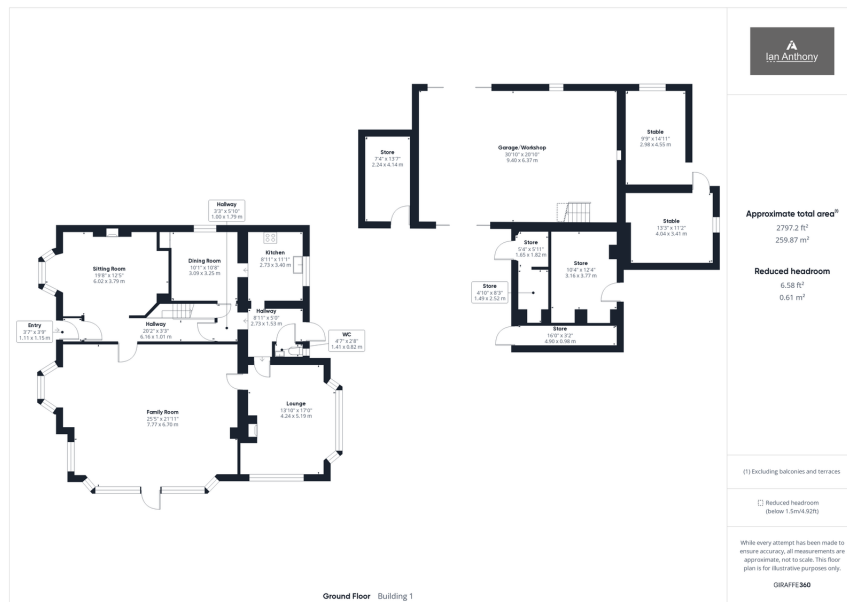 Ian Anthony
Store
7'4" x 13'7"
2.24 x 4.14 m
Garage/Workshop
30'10" x 20'10"
9.40 x 6.37 m
Stable
9'9" x 14'11"
2.98 x 4.55 m
Stable
13'3" x 11'2"
4.04 x 3.41 m
Hallway
3'3" x 5'10"
1.00 x 1.79 m
Sitting Room
19'8" x 12'5"
6.02 x 3.79 m
Dining Room
10'1" x 10'8"
3.09 x 3.25 m
Kitchen
8'11" x 11'1"
2.73 x 3.40 m
Store
5'4" x 5'11"
1.65 x 1.82 m
Store
10'4" x 12'4"
3.16 x 3.77 m
Store
4'10" x 8'3"
1.49 x 2.52 m
Entry
3'7" x 3'9"
1.11 x 1.15 m
Hallway
20'2" x 3'3"
6.16 x 1.01 m
Hallway
8'11" x 5'0"
2.73 x 1.53 m
WC
4'7" x 2'8"
1.41 x 0.82 m
Store
16'0" x 3'2"
4.90 x 0.98 m
Family Room
25'5" x 21'11"
7.77 x 6.70 m
Lounge
13'10" x 17'0"
4.24 x 5.19 m
Ground Floor Building 1
Approximate total area⁽¹⁾
2797.2 ft²
259.87 m²
Reduced headroom
6.58 ft²
0.61 m²
(1) Excluding balconies and terraces
Reduced headroom
(below 1.5m/4.92ft)
While every attempt has been made to
ensure accuracy, all measurements are
approximate, not to scale. This floor
plan is for illustrative purposes only.
GIRAFFE360